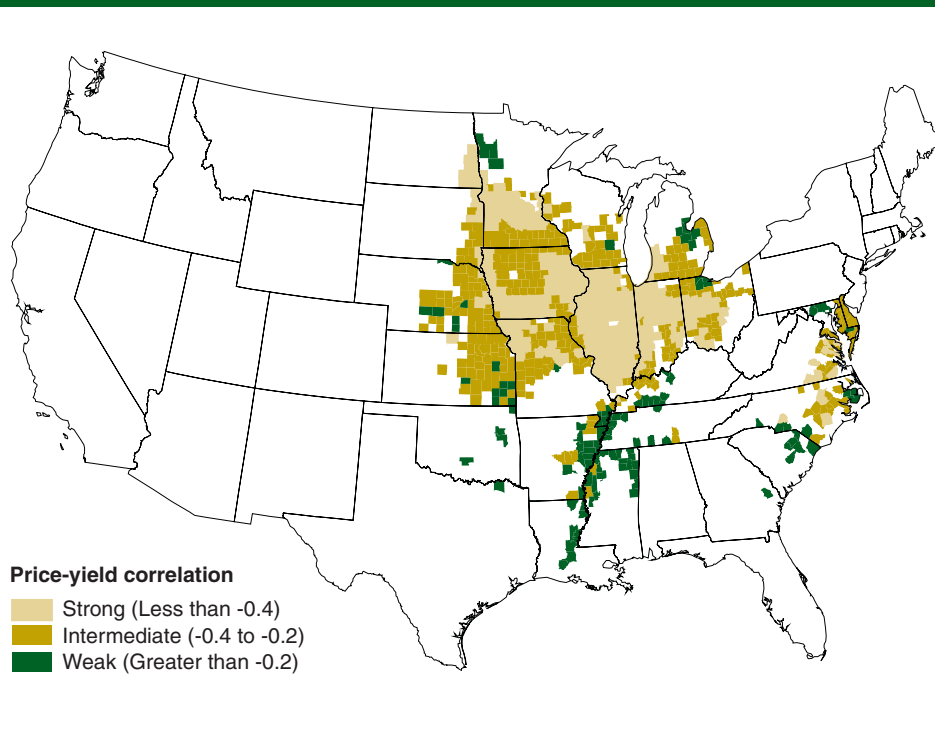 Price-yield correlation
Strong (Less than -0.4)
Intermediate (-0.4 to -0.2)
Weak (Greater than -0.2)